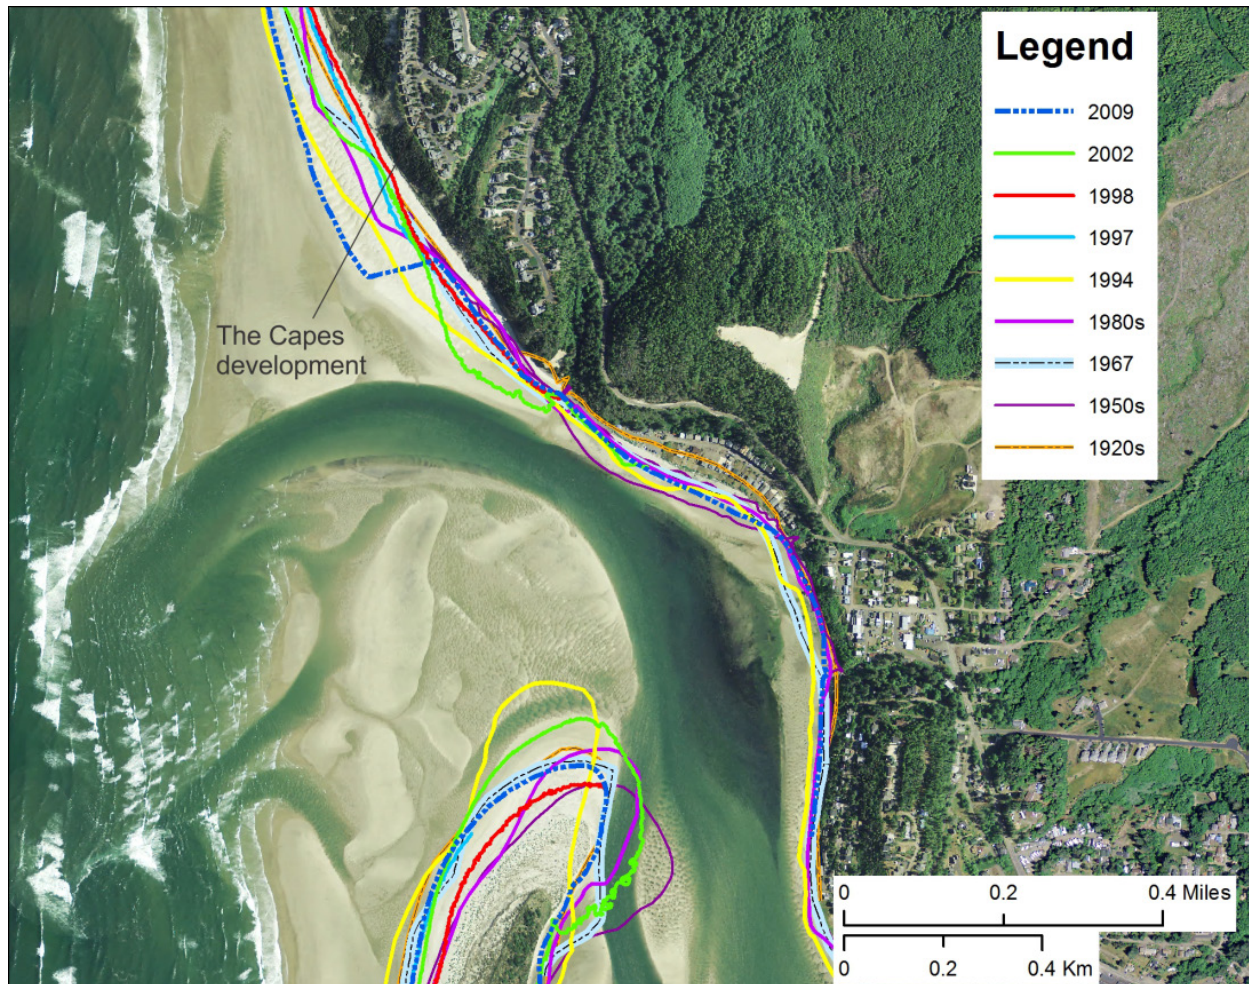 Legend
2009
2002
1998
1997
1994
1980s
1967
1950s
1920s
The Capes
development
0 0.2 0.4 Miles
0 0.2 0.4 Km